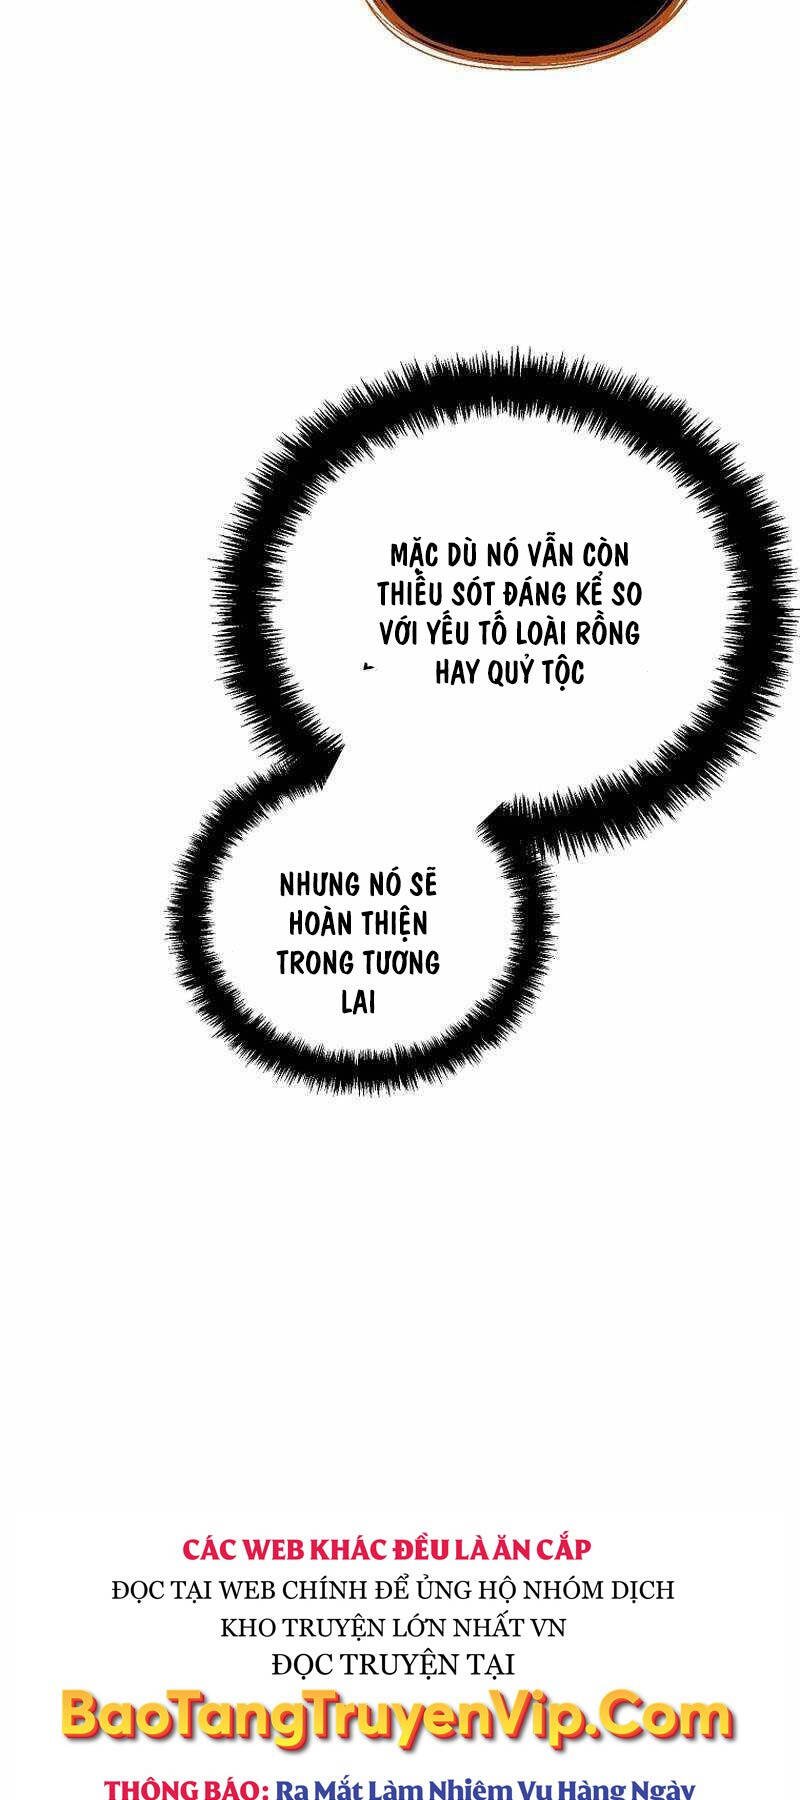 MẶC DÙ NÓ VẪN CÒN
THIẾU SÓT ĐÁNG KỂ SO
VỚI YẾU TỐ LOÀI RỒNG
HAY QUỶ TỘC
NHƯNG NÓ SẼ
HOÀN THIỆN
TRONG TƯƠNG
LAI
CÁC WEB KHÁC ĐỀU LÀ ĂN CẮP
ĐỌC TẠI WEB CHÍNH ĐỂ ỦNG HỘ NHÓM DỊCH
KHO TRUYỆN LỚN NHẤT VN
ĐỌC TRUYỆN TẠI
BaoTangTruyenVip.Com
THÔNG BÁO: Ra Mắt Làm Nhiệm Vụ Hàng Ngày